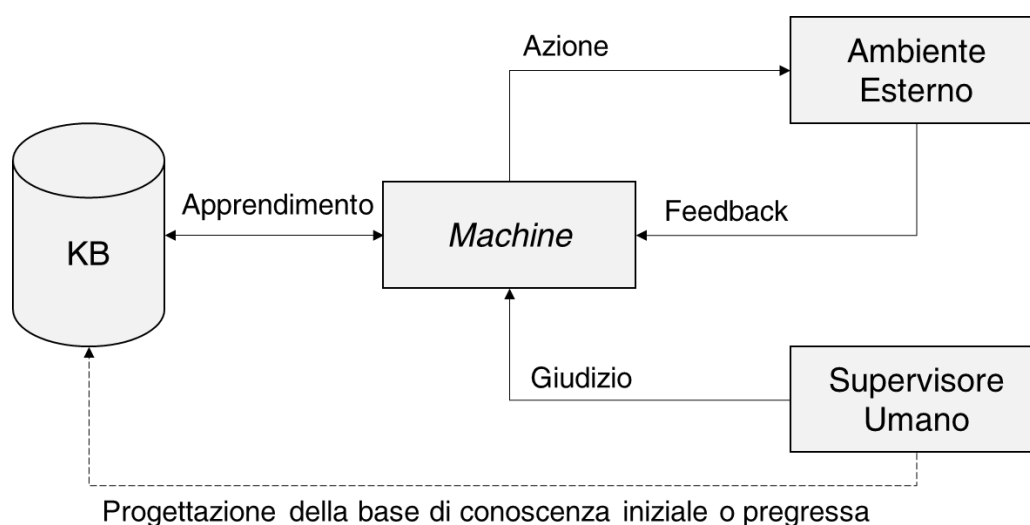 Azione
Ambiente
Esterno
Apprendimento
Machine
Feedback
KB
Giudizio
Supervisore
Umano
Progettazione della base di conoscenza iniziale o pregressa